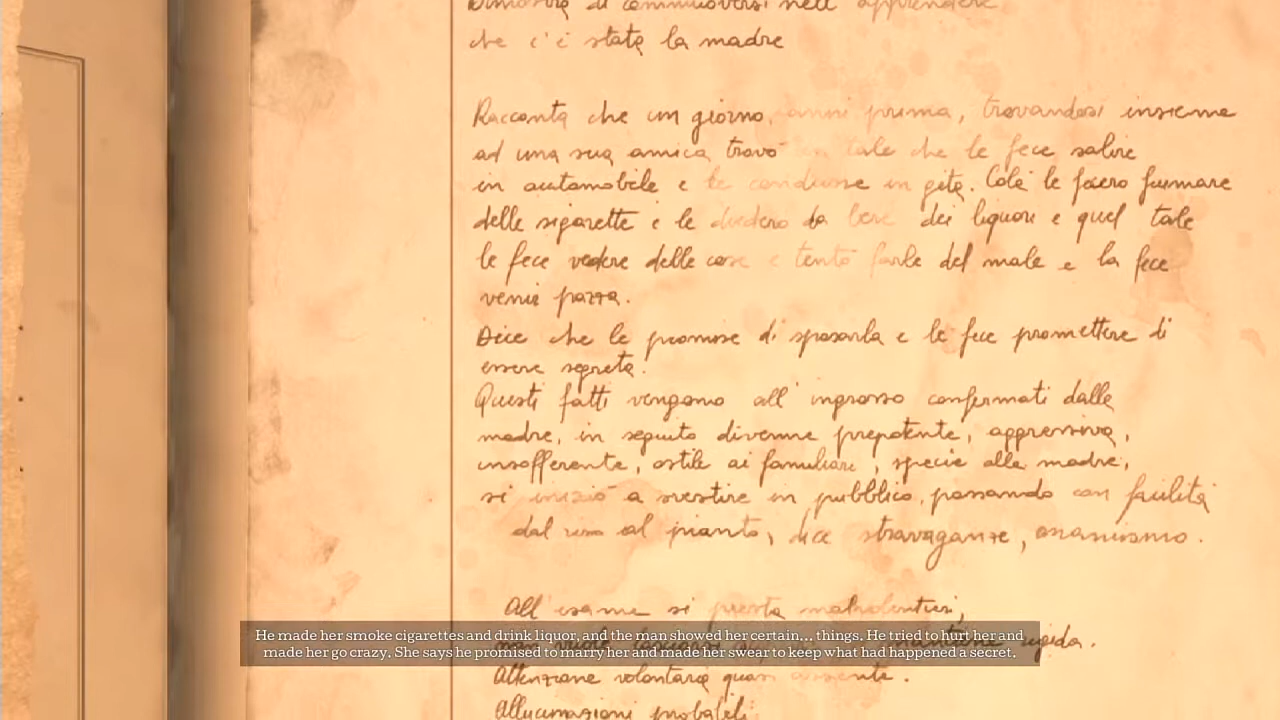 Dimostra di commuoversi nell'apprendere
che c'è stata la madre
Racconta che un giorno, anni prima, trovandosi insieme
ad una sua amica trovò un tale che le fece salire
in automobile e le condusse in gita. Colà le fecero fumare
delle sigarette e le diedero da bere dei liquori e quel tale
le fece vedere delle cose e tentò farle del male e la fece
venir pazza.
Dice che le promise di sposarla e le fece promettere di
essere segreta.
Questi fatti vengono all'ingrosso confermati dalla
madre, in seguito divenne prepotente, aggressiva,
insofferente, ostile ai familiari, specie alla madre,
si iniziò a svestire in pubblico, passando con facilità
dal riso al pianto, dice stravaganze, onanismo.
All'esame si presta malvolentieri,
rigida.
He made her smoke cigarettes and drink liquor, and the man showed her certain... things. He tried to hurt her and
made her go crazy. She says he promised to marry her and made her swear to keep what had happened a secret.
Attenzione volontaria quasi assente.
Allucinazioni probabili